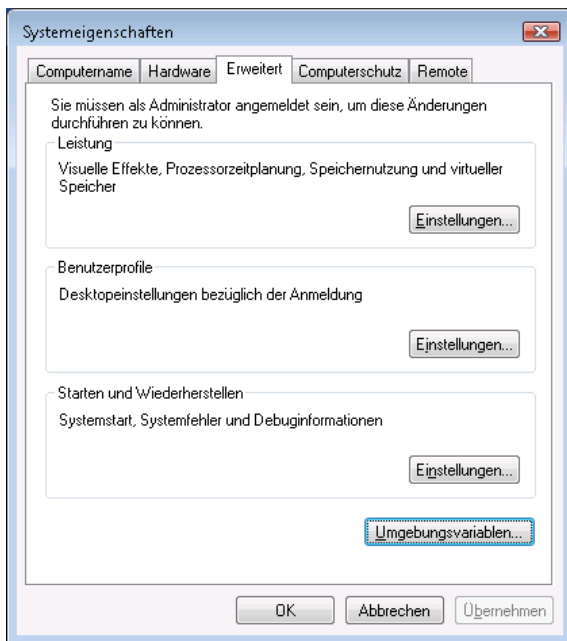 Systemeigenschaften
Computername
Hardware
Erweitert
Computerschutz
Remote
Sie müssen als Administrator angemeldet sein, um diese Änderungen
durchführen zu können.
Leistung
Visuelle Effekte, Prozessorzeitplanung, Speichernutzung und virtueller
Speicher
Einstellungen...
Benutzerprofile
Desktopeinstellungen bezüglich der Anmeldung
Einstellungen...
Starten und Wiederherstellen
Systemstart, Systemfehler und Debuginformationen
Einstellungen...
Umgebungsvariablen...
OK
Abbrechen
Übernehmen